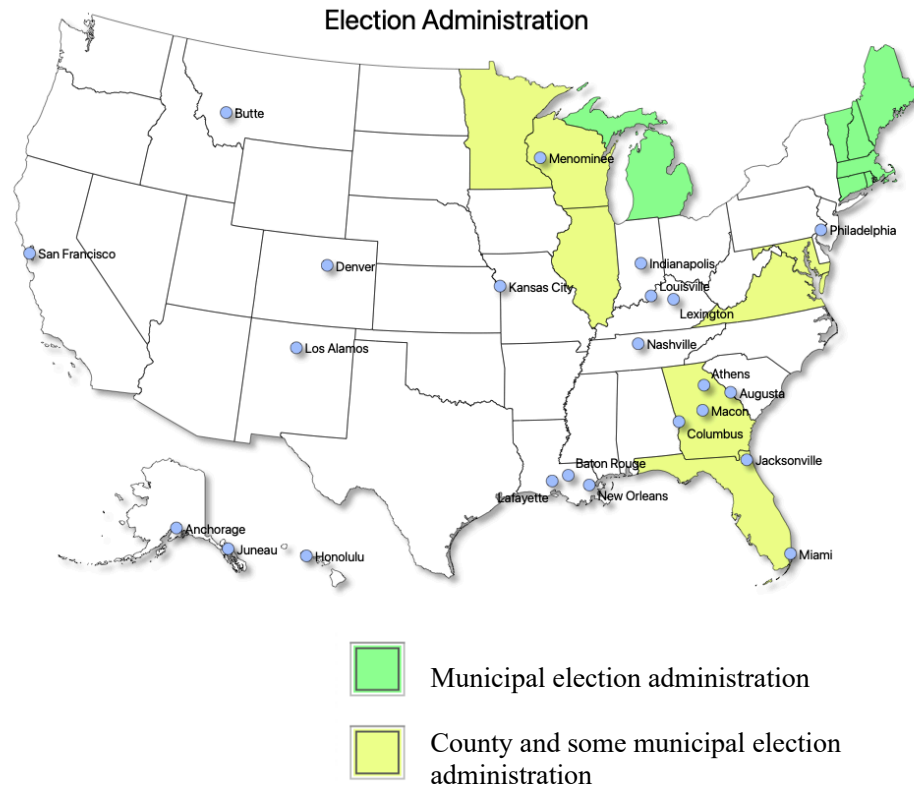 Election Administration
Butte
Menominee
Philadelphia
San Francisco
Denver
Indianapolis
Kansas City
Louisville
Lexington
Los Alamos
Nashville
Athens
Augusta
Macon
Columbus
Baton Rouge
Jacksonville
Lafayette
New Orleans
Anchorage
Juneau
Honolulu
Miami
Municipal election administration
County and some municipal election
administration